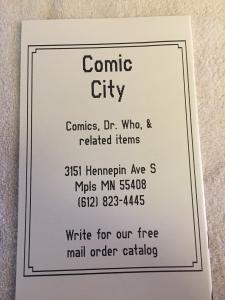 Comic
City
Comics, Dr. Who, &
related items
3151 Hennepin Ave S
Mpls MN 55408
(612) 823-4445
Write for our free
mail order catalog